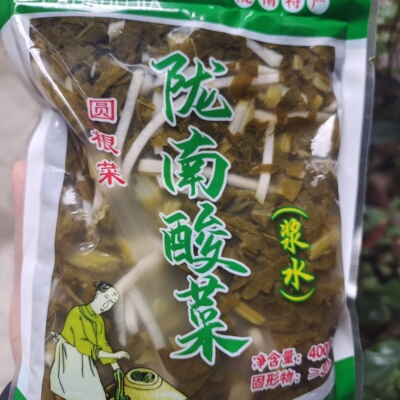 陇南特产
圆根菜
陇南酸菜
(浆水)
净含量：400
固形物：